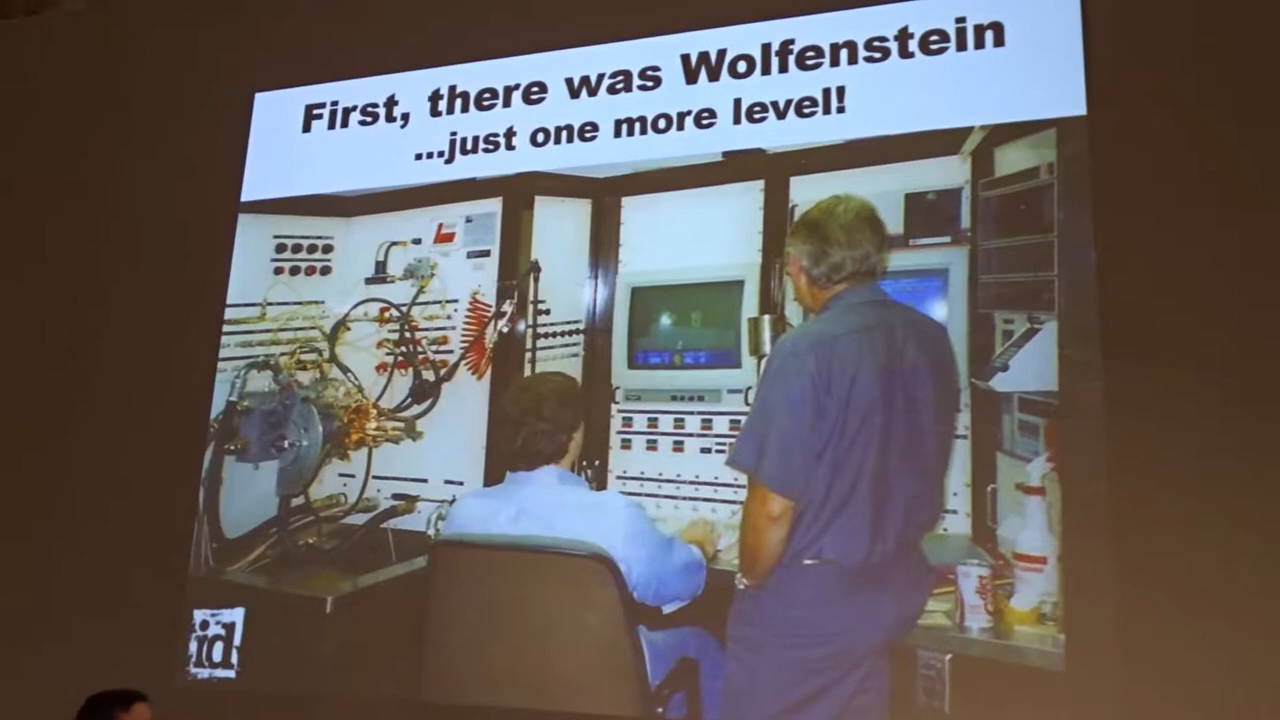 First, there was Wolfenstein
...just one more level!
id